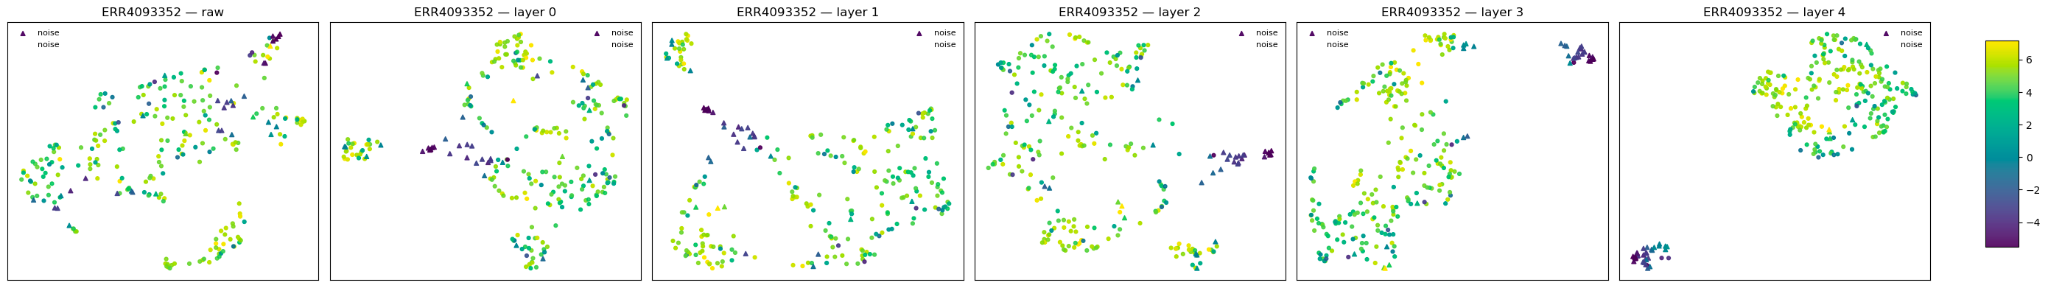 ERR4093352 — raw
noise
noise
ERR4093352 — layer 0
noise
noise
ERR4093352 — layer 1
noise
noise
ERR4093352 — layer 2
noise
noise
ERR4093352 — layer 3
noise
noise
ERR4093352 — layer 4
noise
noise
6
4
2
0
−2
−4